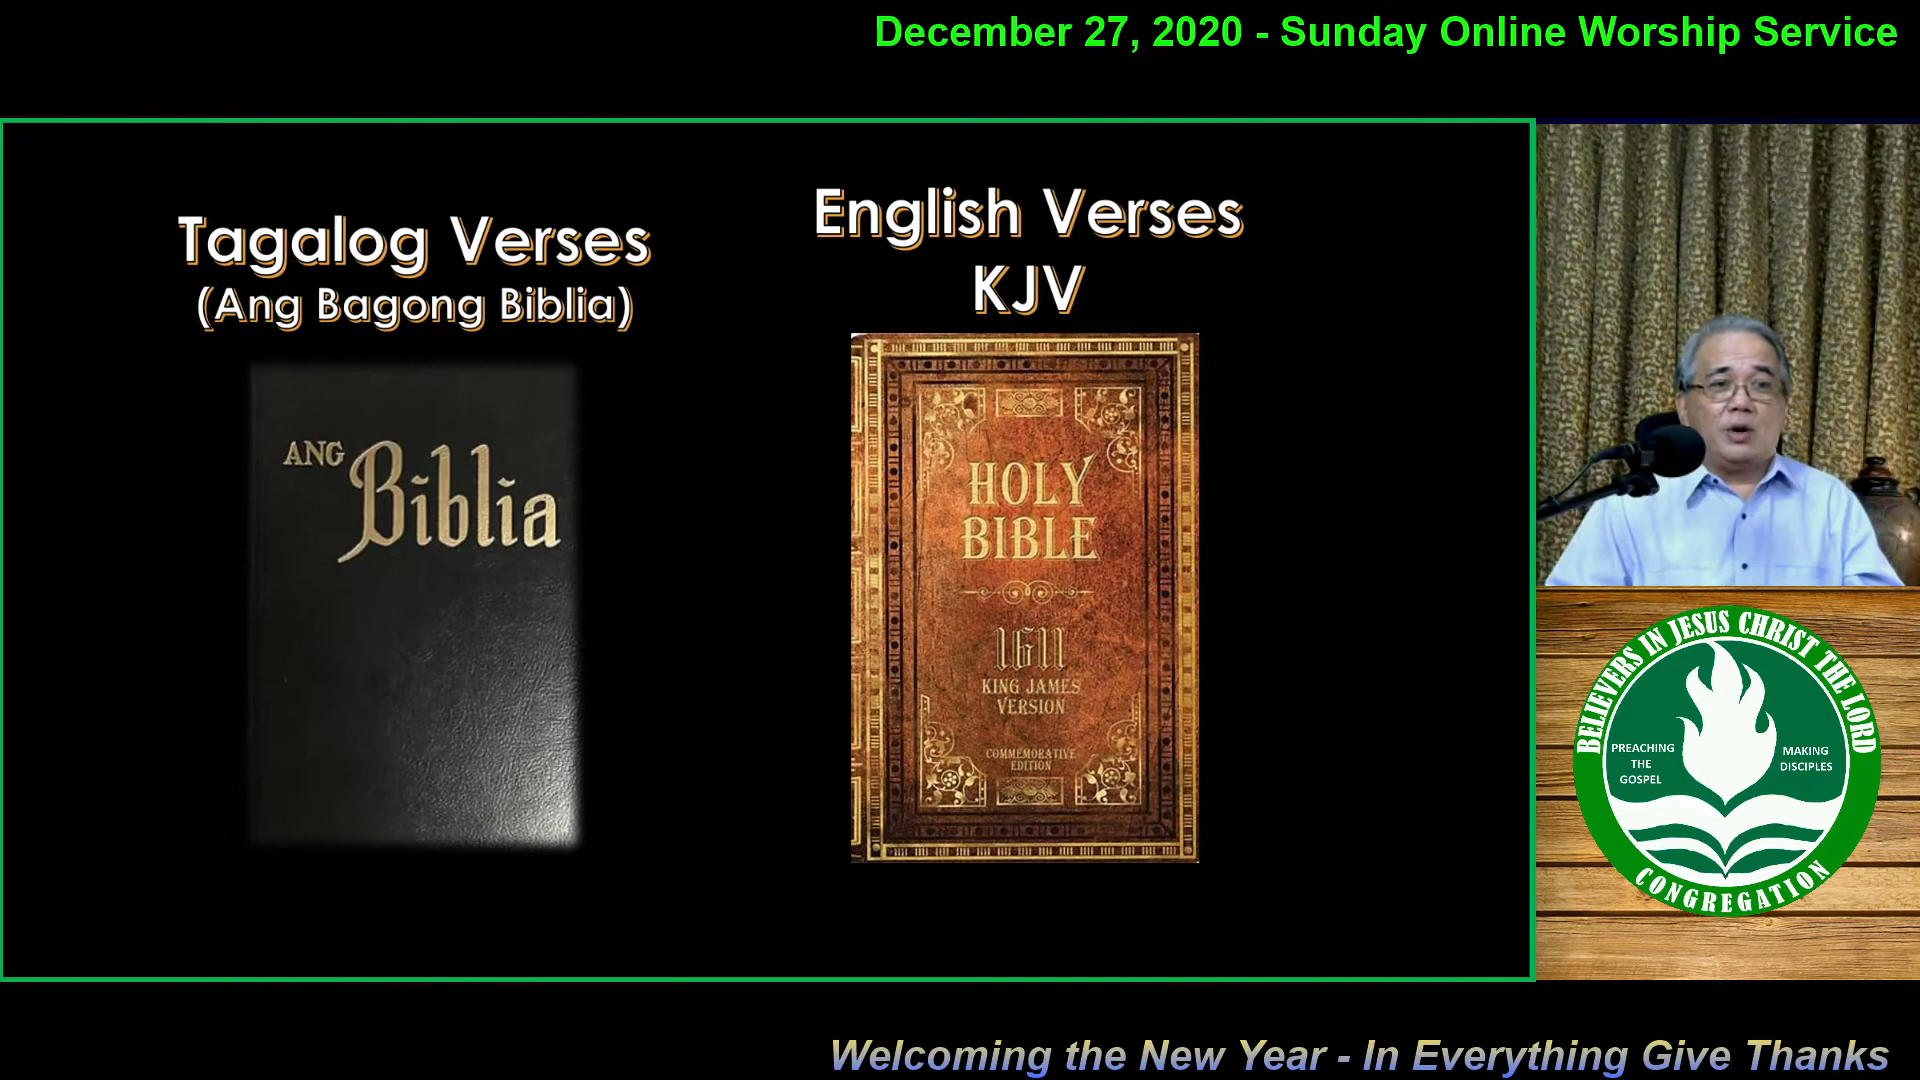 December 27, 2020 - Sunday Online Worship Service
Tagalog Verses
(Ang Bagong Biblia)
ANG Biblia
English Verses
KJV
HOLY
BIBLE
1611
KING JAMES
VERSION
COMMEMORATIVE
EDITION
BELIEVERS IN JESUS CHRIST THE LORD
PREACHING
THE
GOSPEL
MAKING
DISCIPLES
CONGREGATION
Welcoming the New Year - In Everything Give Thanks